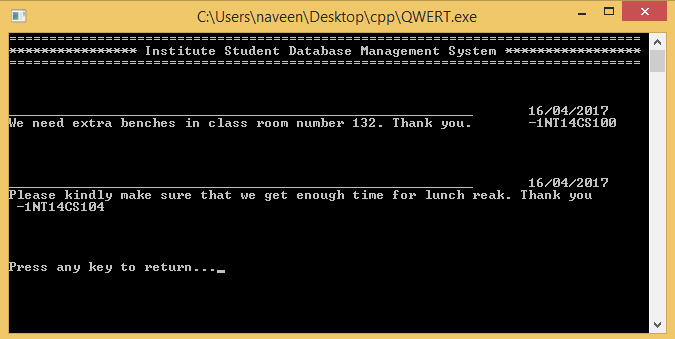 C:\Users\naveen\Desktop\cpp\QWERT.exe
================================================================================
***************** Institute Student Database Management System ******************
================================================================================
__________________________________________________________ 16/04/2017
We need extra benches in class room number 132. Thank you. -1NT14CS100
__________________________________________________________ 16/04/2017
Please kindly make sure that we get enough time for lunch reak. Thank you
-1NT14CS104
Press any key to return..._